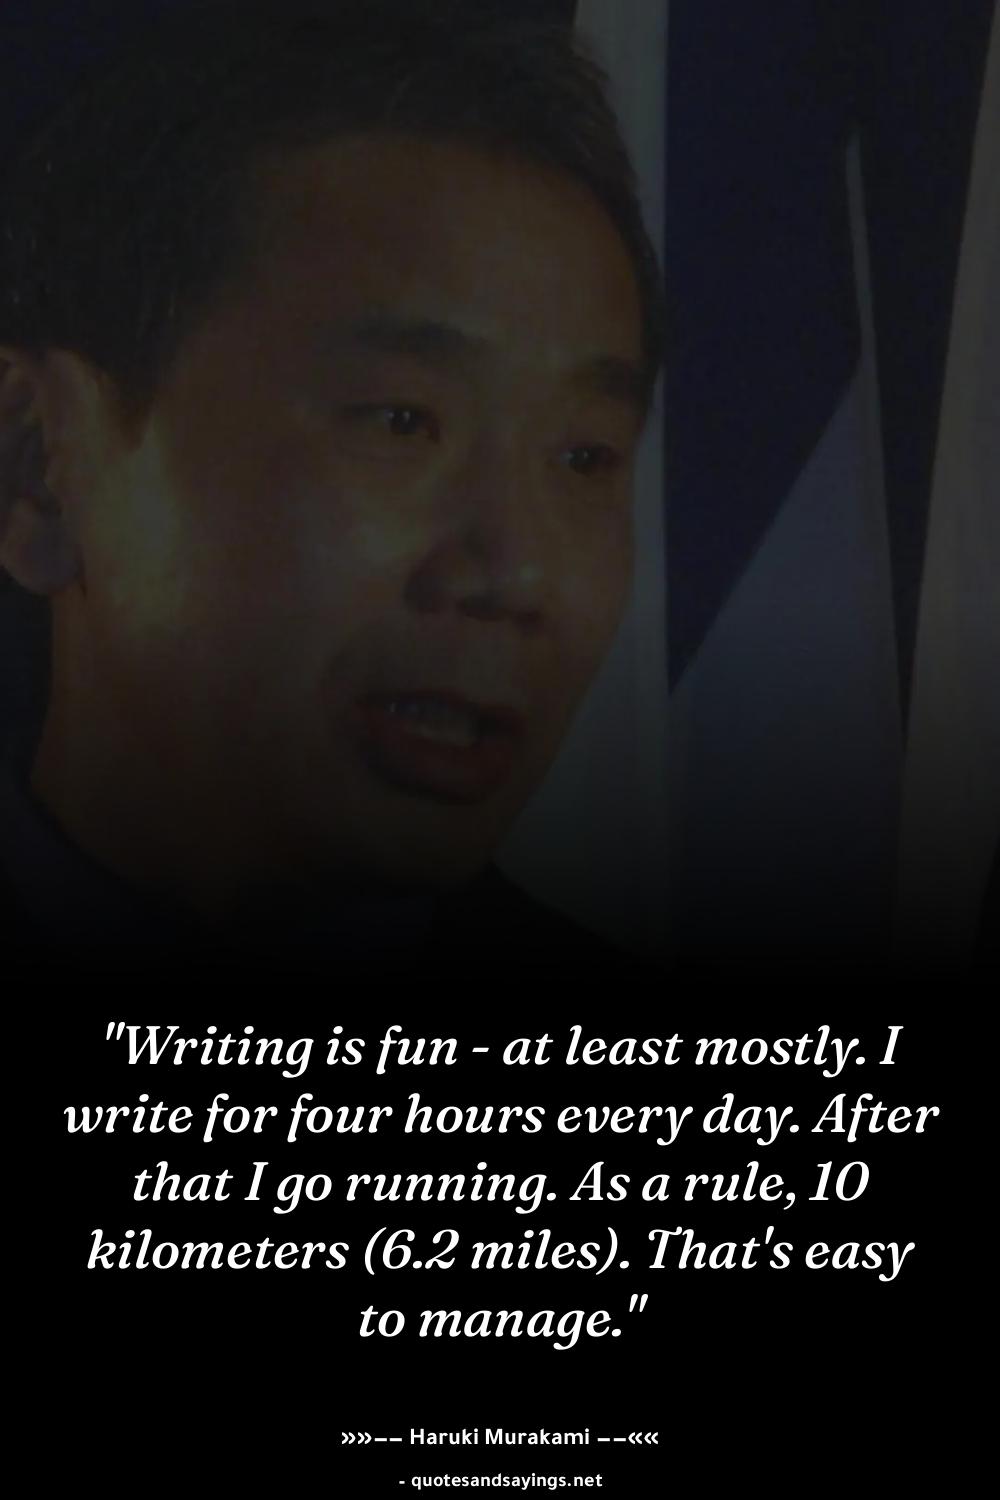 "Writing is fun - at least mostly. I
write for four hours every day. After
that I go running. As a rule, 10
kilometers (6.2 miles). That's easy
to manage."
»»–– Haruki Murakami ––««
- quotesandsayings.net